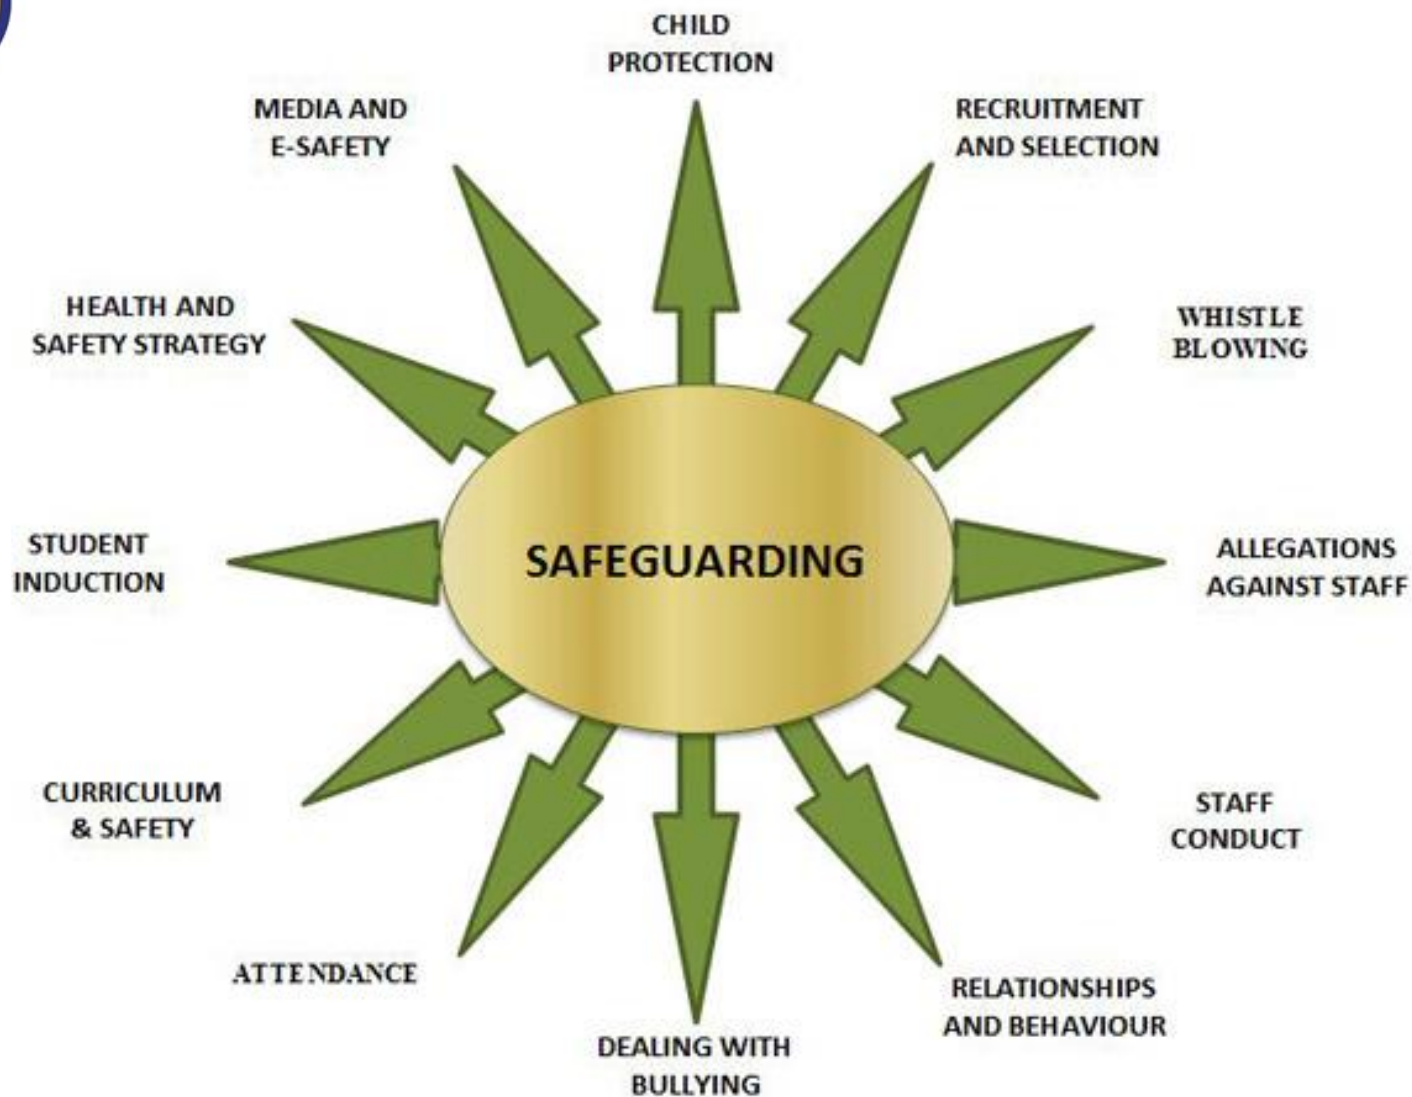 CHILD
PROTECTION
MEDIA AND
E-SAFETY
RECRUITMENT
AND SELECTION
HEALTH AND
SAFETY STRATEGY
WHISTLE
BLOWING
STUDENT
INDUCTION
SAFEGUARDING
ALLEGATIONS
AGAINST STAFF
CURRICULUM
& SAFETY
STAFF
CONDUCT
ATTENDANCE
RELATIONSHIPS
AND BEHAVIOUR
DEALING WITH
BULLYING